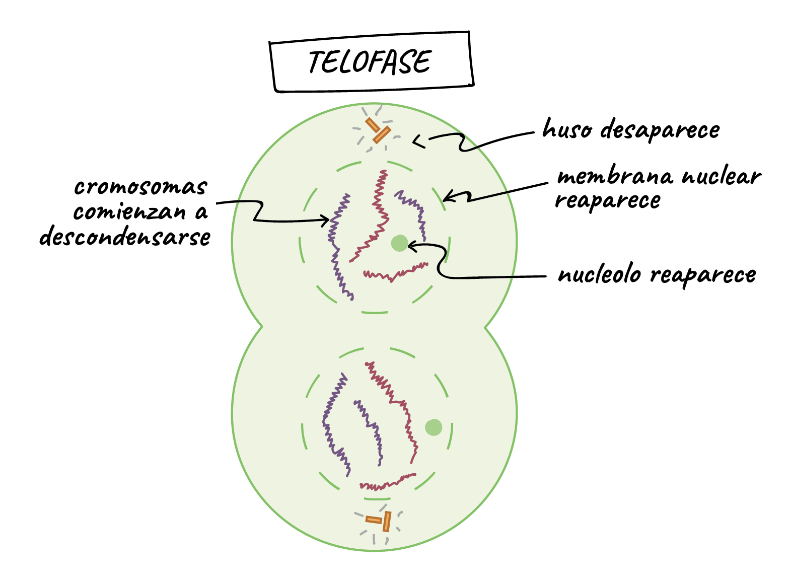 TELOFASE
huso desaparece
membrana nuclear
reaparece
cromosomas
comienzan a
descondensarse
nucleolo reaparece